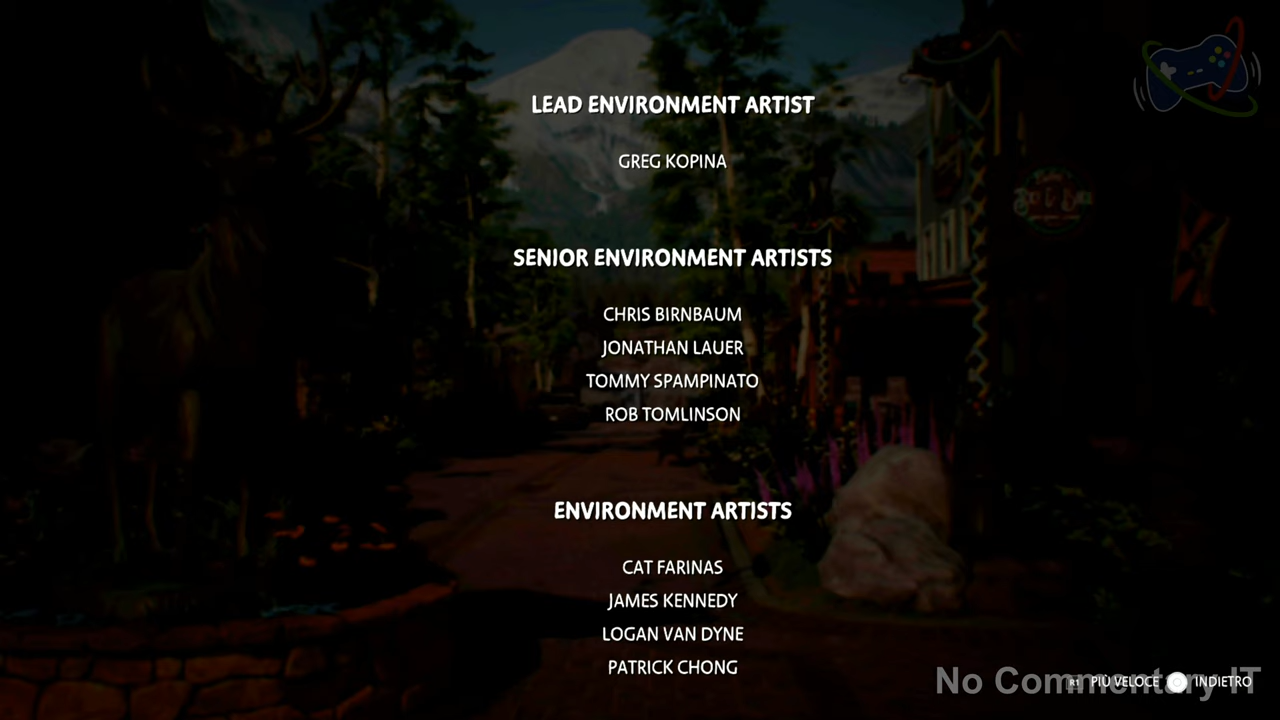 LEAD ENVIRONMENT ARTIST
GREG KOPINA
SENIOR ENVIRONMENT ARTISTS
CHRIS BIRNBAUM
JONATHAN LAUER
TOMMY SPAMPINATO
ROB TOMLINSON
ENVIRONMENT ARTISTS
CAT FARINAS
JAMES KENNEDY
LOGAN VAN DYNE
PATRICK CHONG
No Commentary IT
R1 PIÙ VELOCE INDIETRO